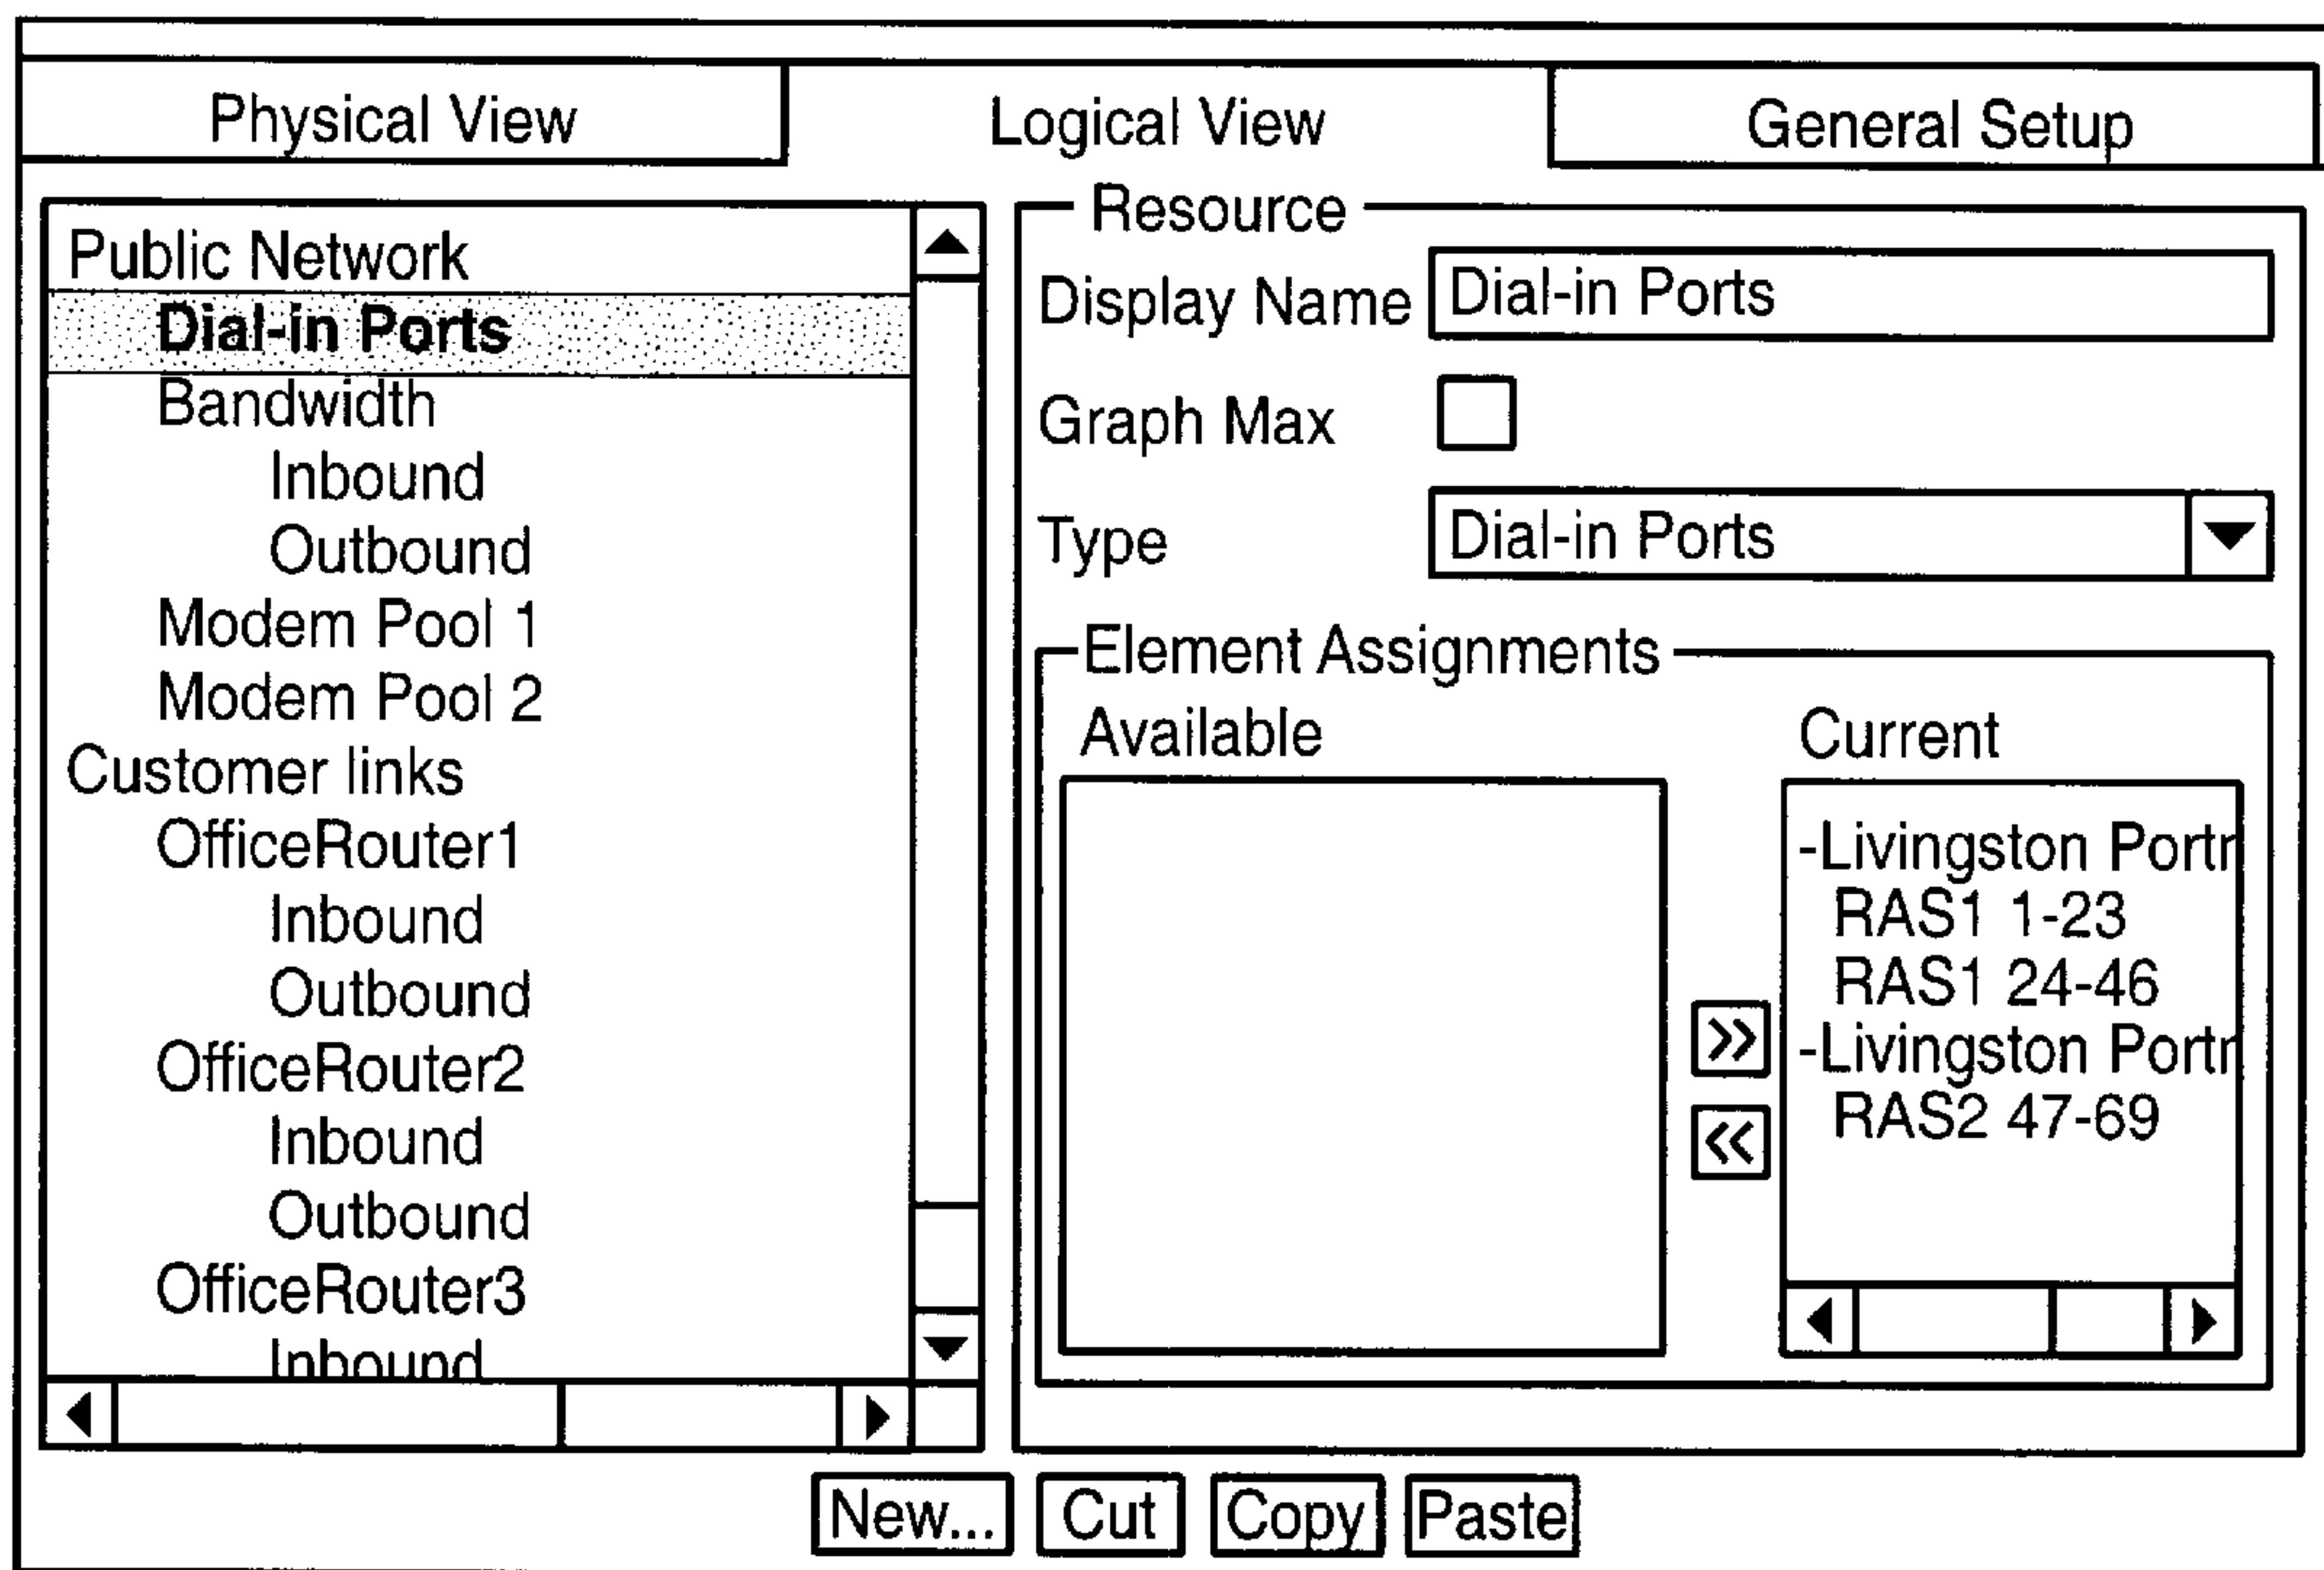 Physical View
Logical View
General Setup
Public Network
Dial-in Ports
Bandwidth
Inbound
Outbound
Modem Pool 1
Modem Pool 2
Customer links
OfficeRouter1
Inbound
Outbound
OfficeRouter2
Inbound
Outbound
OfficeRouter3
Inbound
Resource
Display Name Dial-in Ports
Graph Max
Type Dial-in Ports
Element Assignments
Available
Current
-Livingston Portr
RAS1 1-23
RAS1 24-46
-Livingston Portr
RAS2 47-69
>>
<<
New... Cut Copy Paste